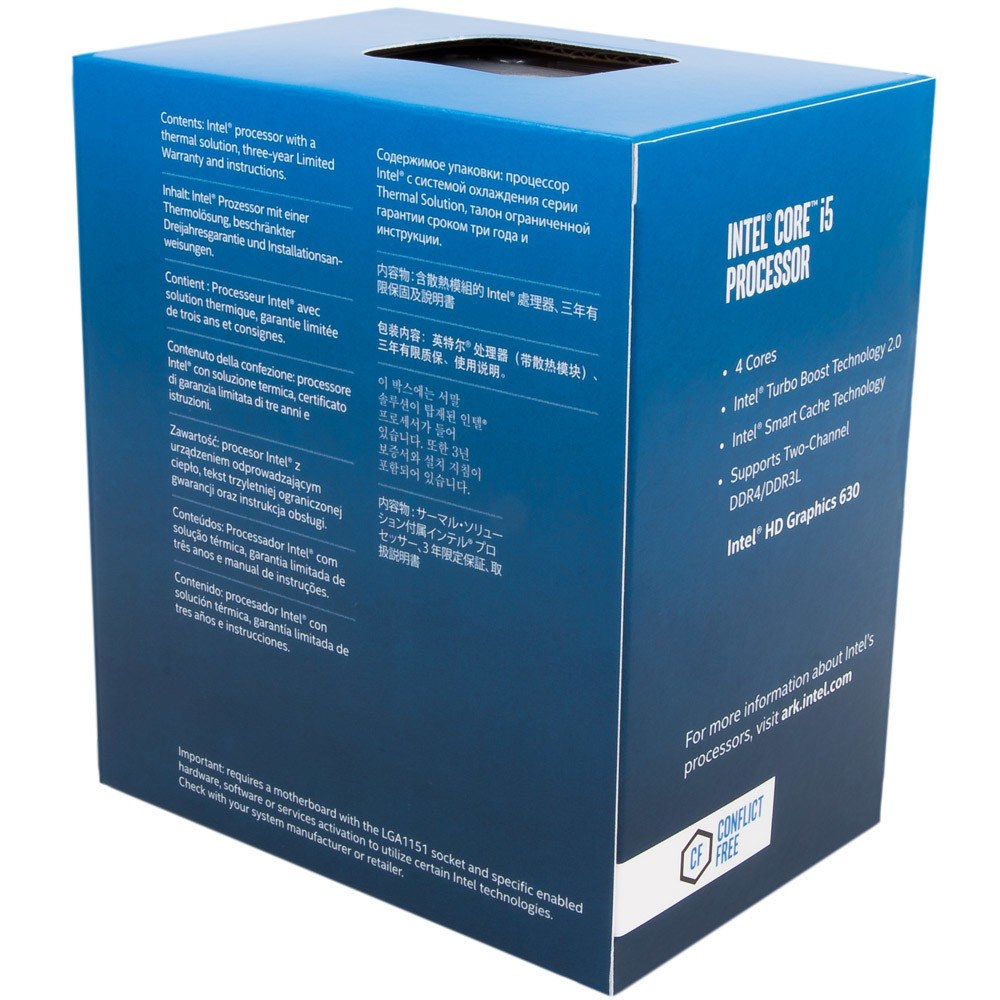 Contents: Intel® processor with a
thermal solution, three-year Limited
Warranty and instructions.
Inhalt: Intel® Prozessor mit einer
Thermolösung, beschränkter
Dreijahresgarantie und Installationsan-
weisungen.
Contient : Processeur Intel® avec
solution thermique, garantie limitée
de trois ans et consignes.
Contenuto della confezione: processore
Intel® con soluzione termica, certificato
di garanzia limitata di tre anni e
istruzioni.
Zawartość: procesor Intel® z
urządzeniem odprowadzającym
ciepło, tekst trzyletniej ograniczonej
gwarancji oraz instrukcja obsługi.
Conteúdos: Processador Intel® com
solução térmica, garantia limitada de
três anos e manual de instruções.
Contenido: procesador Intel® con
solución térmica, garantía limitada de
tres años e instrucciones.
Содержимое упаковки: процессор
Intel® с системой охлаждения серии
Thermal Solution, талон ограниченной
гарантии сроком три года и
инструкции.
內容物：含散熱模組的 Intel® 處理器、三年有
限保固及說明書
包装内容：英特尔® 处理器（带散热模块）、
三年有限质保、使用说明。
이 박스에는 서말
솔루션이 탑재된 인텔®
프로세서가 들어
있습니다. 또한 3년
보증서와 설치 지침이
포함되어 있습니다.
内容物：サーマル・ソリュー
ション付属インテル® プロ
セッサー、3 年限定保証、取
扱説明書
Important: requires a motherboard with the LGA1151 socket and specific enabled
hardware, software or services activation to utilize certain Intel technologies.
Check with your system manufacturer or retailer.
INTEL® CORE™ i5
PROCESSOR
• 4 Cores
• Intel® Turbo Boost Technology 2.0
• Intel® Smart Cache Technology
• Supports Two-Channel
DDR4/DDR3L
Intel® HD Graphics 630
For more information about Intel's
processors, visit ark.intel.com
CF
CONFLICT
FREE